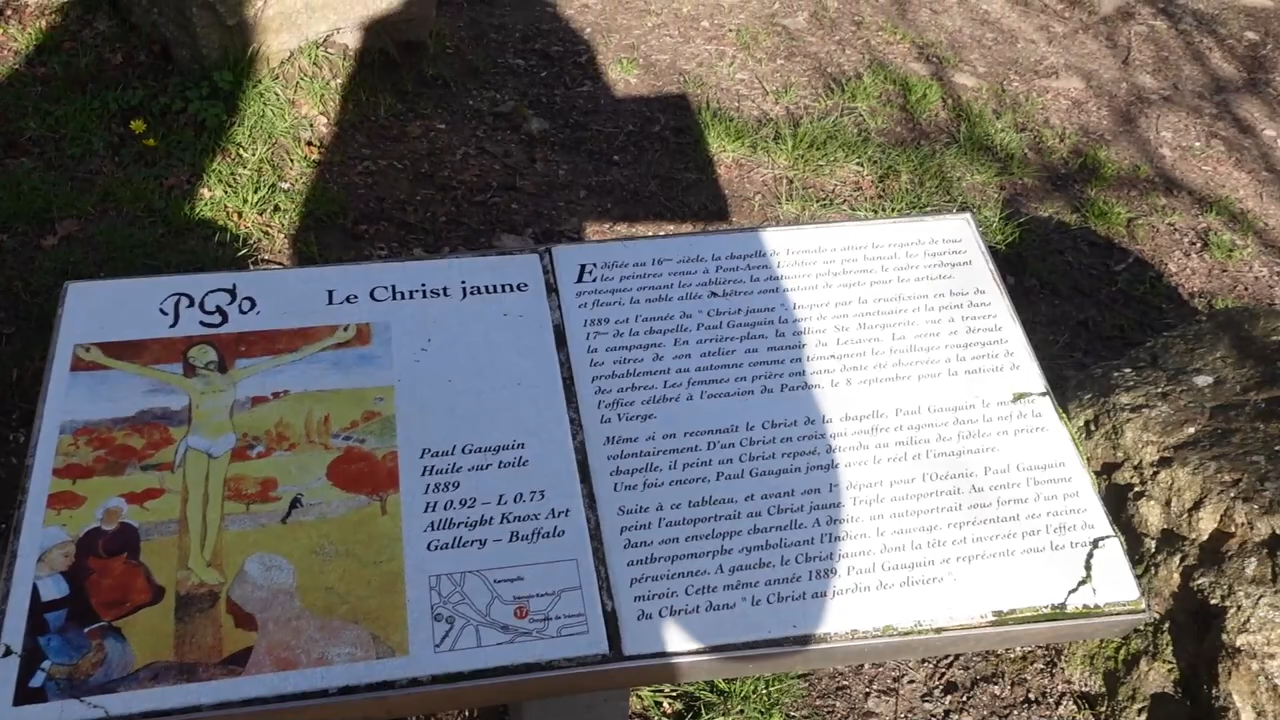 PGo.
Le Christ jaune
Paul Gauguin
Huile sur toile
1889
H 0.92 – L 0.73
Allbright Knox Art
Gallery – Buffalo
Kerangallic
Trémalo Kerhuil
17
Chapelle de Trémalo
Edifiée au 16ème siècle, la chapelle de Tremalo a attiré les regards de tous
les peintres venus à Pont-Aven. L'édifice un peu banal, les figurines
grotesques ornant les sablières, la statuaire polychrome, le cadre verdoyant
et fleuri, la noble allée de hêtres sont autant de sujets pour les artistes.
1889 est l'année du " Christ jaune ". Inspiré par la crucifixion en bois du
17ème de la chapelle, Paul Gauguin la sort de son sanctuaire et la peint dans
la campagne. En arrière-plan, la colline Ste Marguerite, vue à travers
les vitres de son atelier au manoir du Lezaven. La scène se déroule
probablement au automne comme en témoignent les feuillages rougeoyants
des arbres. Les femmes en prière ont sans doute été observées à la sortie de
l'office célébré à l'occasion du Pardon, le 8 septembre pour la nativité de
la Vierge.
Même si on reconnaît le Christ de la chapelle, Paul Gauguin le modifie
volontairement. D'un Christ en croix qui souffre et agonise dans la nef de la
chapelle, il peint un Christ reposé, détendu au milieu des fidèles en prière.
Une fois encore, Paul Gauguin jongle avec le réel et l'imaginaire.
Suite à ce tableau, et avant son 1er départ pour l'Océanie, Paul Gauguin
peint l'autoportrait au Christ jaune. Triple autoportrait. Au centre l'homme
dans son enveloppe charnelle. A droite, un autoportrait sous forme d'un pot
anthropomorphe symbolisant l'Indien, le sauvage, représentant ses racines
péruviennes. A gauche, le Christ jaune, dont la tête est inversée par l'effet du
miroir. Cette même année 1889, Paul Gauguin se représente sous les traits
du Christ dans " le Christ au jardin des oliviers ".